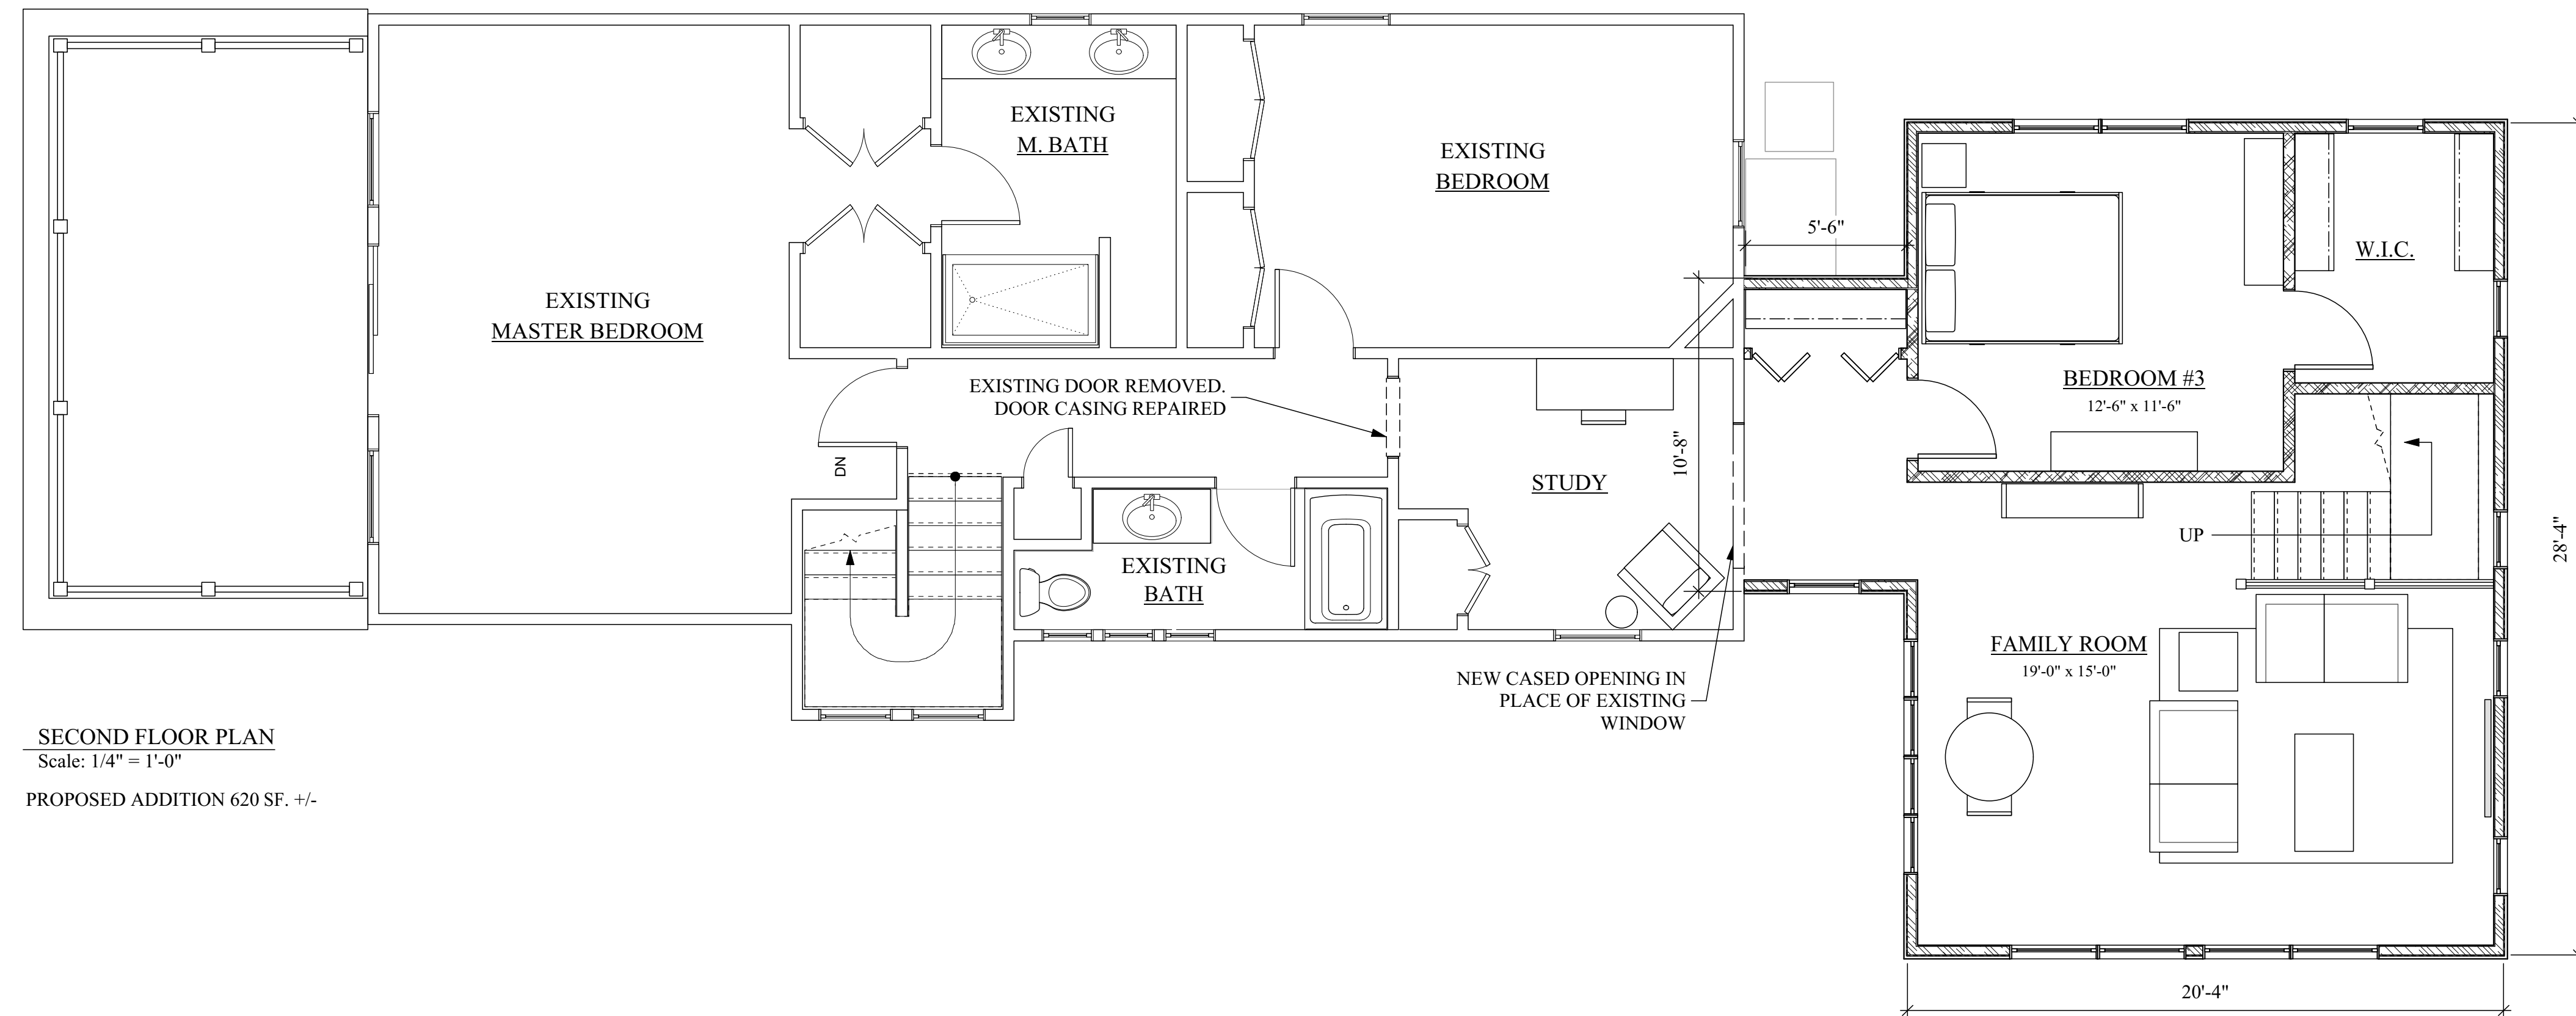 EXISTING
M. BATH
EXISTING
BEDROOM
5'-6"
W.I.C.
EXISTING
MASTER BEDROOM
EXISTING DOOR REMOVED.
DOOR CASING REPAIRED
BEDROOM #3
12'-6" x 11'-6"
DN
10'-8"
STUDY
UP
28'-4"
EXISTING
BATH
FAMILY ROOM
19'-0" x 15'-0"
NEW CASED OPENING IN
PLACE OF EXISTING
WINDOW
SECOND FLOOR PLAN
Scale: 1/4" = 1'-0"
PROPOSED ADDITION 620 SF. +/-
20'-4"